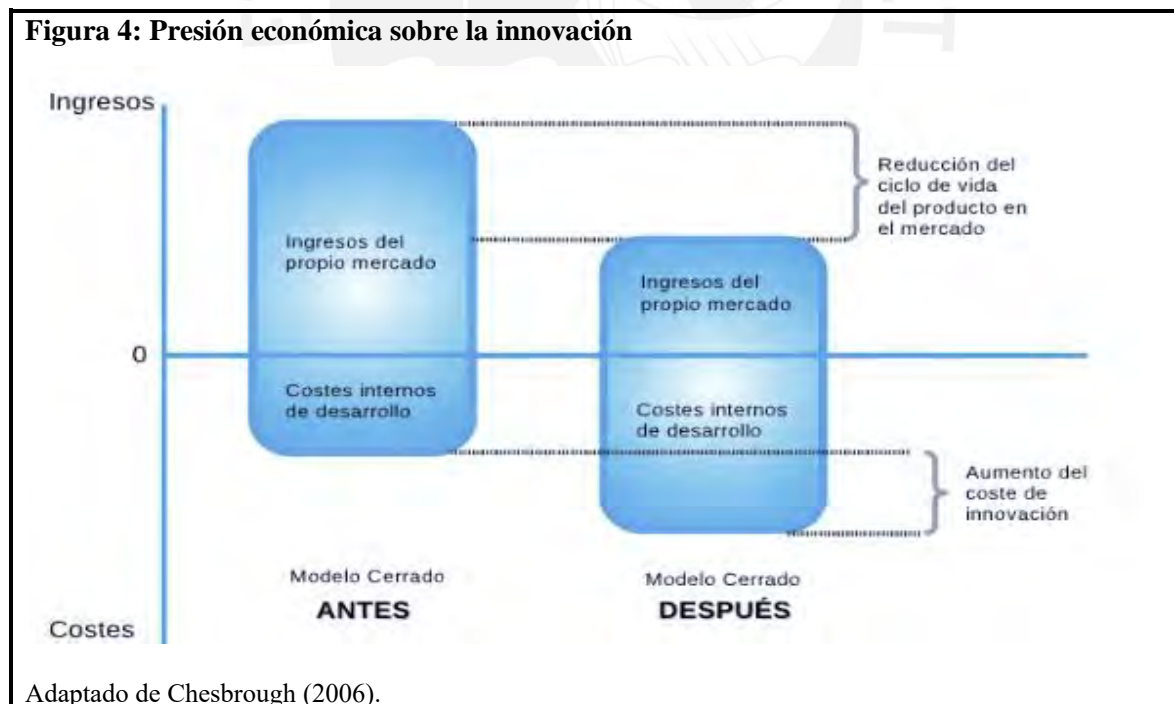 Figura 4: Presión económica sobre la innovación
Ingresos
Reducción del
ciclo de vida
del producto en
el mercado
Ingresos del
propio mercado
Ingresos del
propio mercado
0
Costes internos
de desarrollo
Costes internos
de desarrollo
Aumento del
coste de
innovación
Modelo Cerrado
ANTES
Modelo Cerrado
DESPUÉS
Costes
Adaptado de Chesbrough (2006).